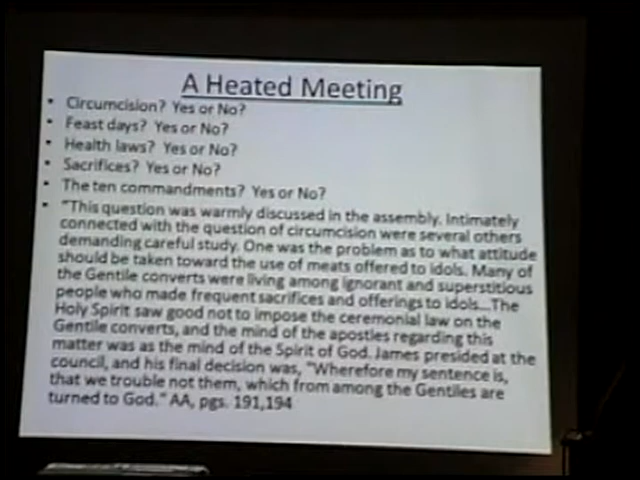 A Heated Meeting
• Circumcision? Yes or No?
• Feast days? Yes or No?
• Health laws? Yes or No?
• Sacrifices? Yes or No?
• The ten commandments? Yes or No?
• "This question was warmly discussed in the assembly. Intimately
connected with the question of circumcision were several others
demanding careful study. One was the problem as to what attitude
should be taken toward the use of meats offered to idols. Many of
the Gentile converts were living among ignorant and superstitious
people who made frequent sacrifices and offerings to idols...The
Holy Spirit saw good not to impose the ceremonial law on the
Gentile converts, and the mind of the apostles regarding this
matter was as the mind of the Spirit of God. James presided at the
council, and his final decision was, "Wherefore my sentence is,
that we trouble not them, which from among the Gentiles are
turned to God." AA, pgs. 191,194